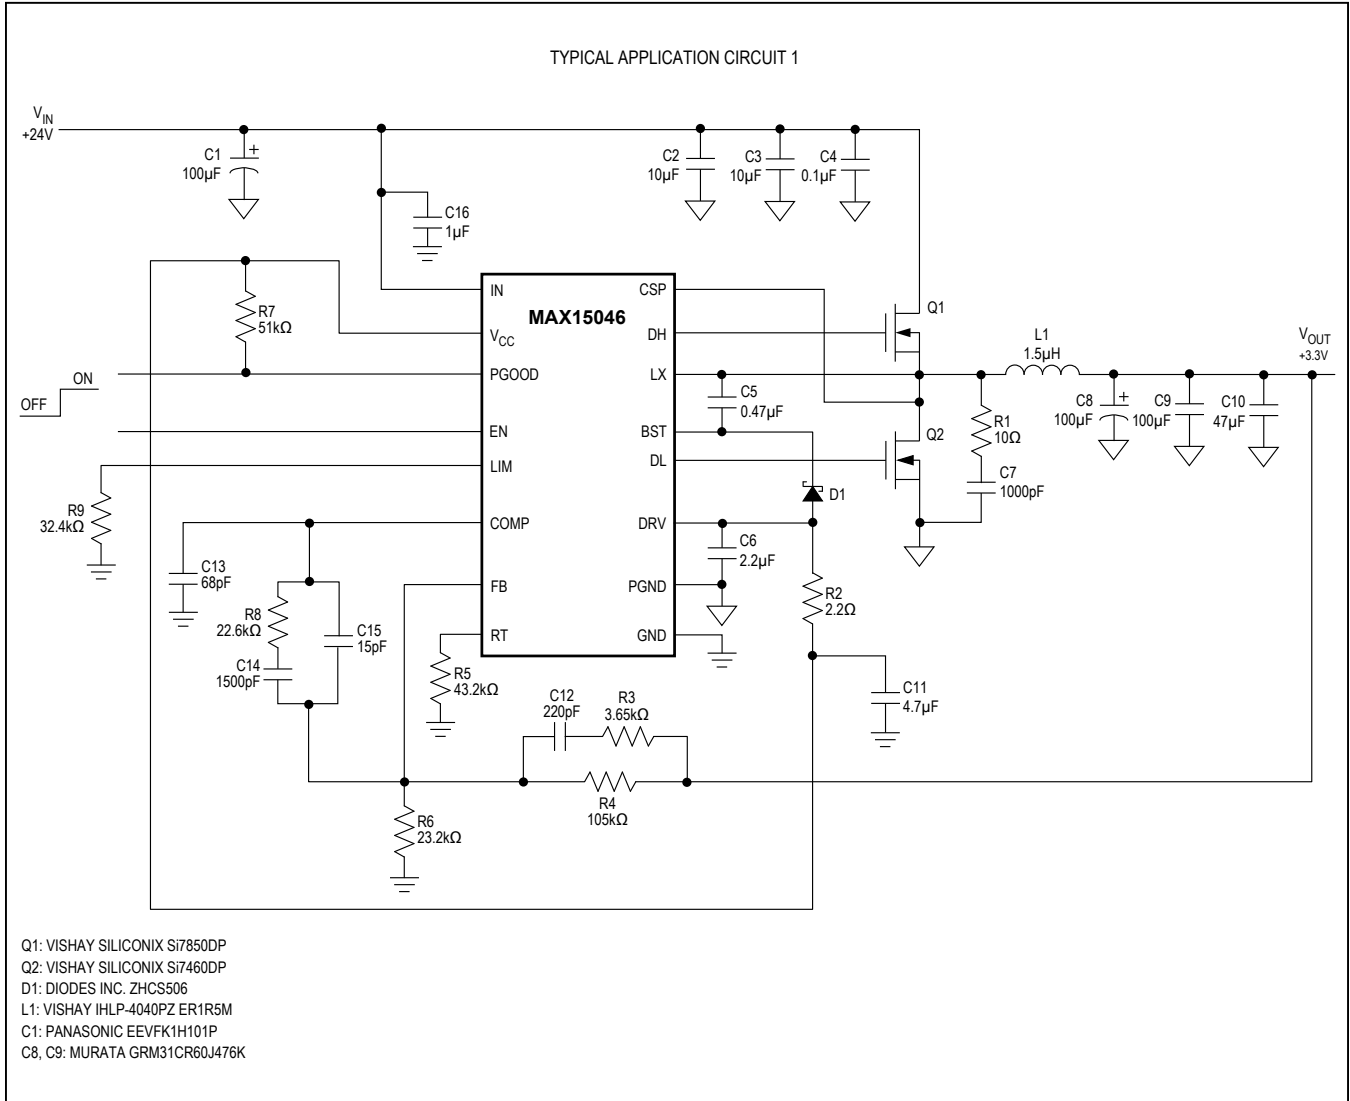 TYPICAL APPLICATION CIRCUIT 1
VIN
+24V
C1
100µF
+
C2
10µF
C3
10µF
C4
0.1µF
C16
1µF
R7
51kΩ
IN
CSP
MAX15046
Q1
VCC
DH
L1
1.5µH
VOUT
+3.3V
ON
OFF
PGOOD
LX
C5
0.47µF
C8
100µF
+
C9
100µF
C10
47µF
R1
10Ω
EN
BST
Q2
LIM
DL
C7
1000pF
D1
R9
32.4kΩ
COMP
DRV
C6
2.2µF
C13
68pF
FB
PGND
R2
2.2Ω
R8
22.6kΩ
C15
15pF
RT
GND
C14
1500pF
R5
43.2kΩ
C11
4.7µF
C12
220pF
R3
3.65kΩ
R4
105kΩ
R6
23.2kΩ
Q1: VISHAY SILICONIX Si7850DP
Q2: VISHAY SILICONIX Si7460DP
D1: DIODES INC. ZHCS506
L1: VISHAY IHLP-4040PZ ER1R5M
C1: PANASONIC EEVFK1H101P
C8, C9: MURATA GRM31CR60J476K